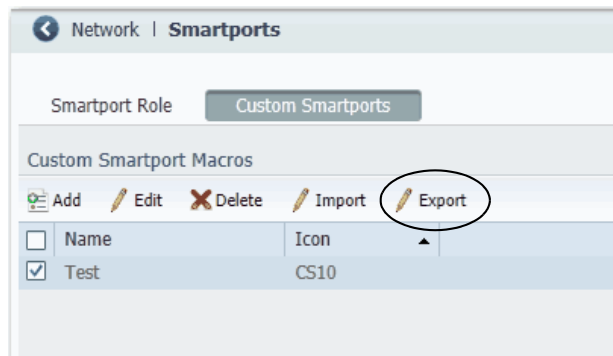 Network | Smartports
Smartport Role Custom Smartports
Custom Smartport Macros
Add Edit Delete Import Export
Name Icon
Test CS10